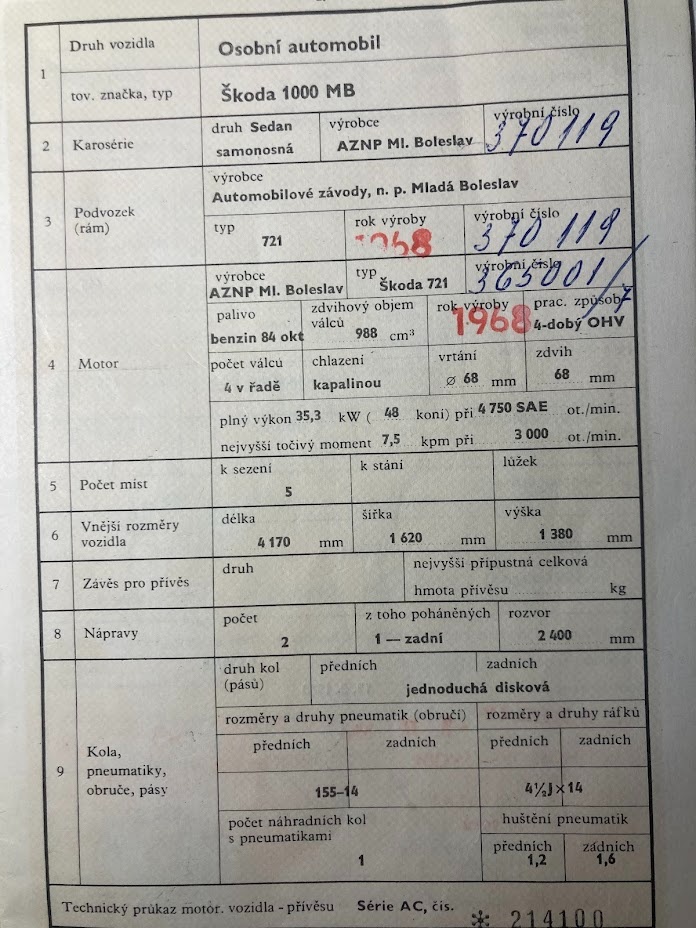 1
Druh vozidla
Osobní automobil
tov. značka, typ
Škoda 1000 MB
2
Karosérie
druh Sedan
samonosná
výrobce
AZNP Ml. Boleslav
výrobní číslo
370119
3
Podvozek
(rám)
výrobce
Automobilové závody, n. p. Mladá Boleslav
typ
721
rok výroby
1968
výrobní číslo
370 119
4
Motor
výrobce
AZNP Ml. Boleslav
typ
Škoda 721
výrobní číslo
365001/7
palivo
benzin 84 okt
zdvihový objem
válců
988 cm³
rok výroby
1968
prac. způsob
4-dobý OHV
počet válců
4 v řadě
chlazení
kapalinou
vrtání
⌀ 68 mm
zdvih
68 mm
plný výkon 35,3 kW ( 48 koní) při 4 750 SAE ot./min.
nejvyšší točivý moment 7,5 kpm při 3 000 ot./min.
5
Počet míst
k sezení
5
k stání
lůžek
6
Vnější rozměry
vozidla
délka
4 170 mm
šířka
1 620 mm
výška
1 380 mm
7
Závěs pro přívěs
druh
nejvyšší přípustná celková
hmota přívěsu kg
8
Nápravy
počet
2
z toho poháněných
1 — zadní
rozvor
2 400 mm
9
Kola,
pneumatiky,
obruče, pásy
druh kol
(pásů)
předních
zadních
jednoduchá disková
rozměry a druhy pneumatik (obručí)
rozměry a druhy ráfků
předních
zadních
předních
zadních
155–14
4½J×14
počet náhradních kol
s pneumatikami
1
huštění pneumatik
předních
1,2
zadních
1,6
Technický průkaz motor. vozidla - přívěsu Série AC, čís.
* 214100